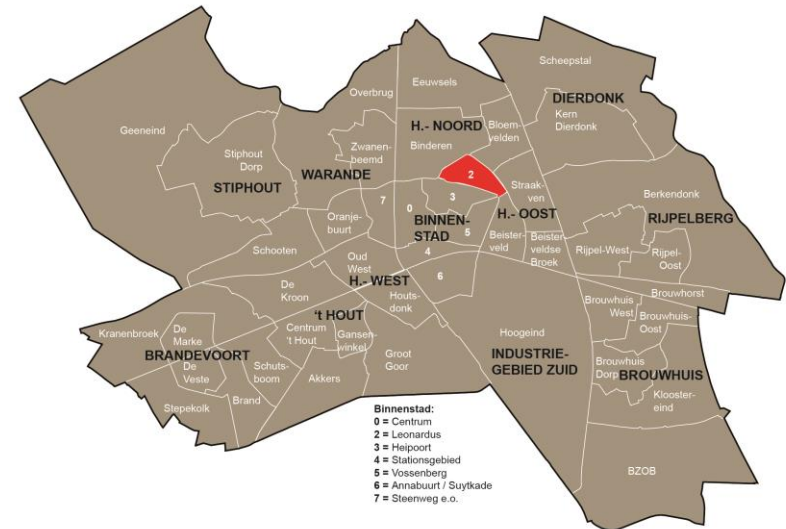 Scheepstal
Eeuwsels
Overbrug
DIERDONK
Kern
Dierdonk
H.- NOORD
Bloem-
velden
Geeneind
Binderen
Zwanen-
beemd
Stiphout
Dorp
WARANDE
STIPHOUT
2
Straak-
ven
Berkendonk
7
3
0
Oranje-
buurt
H.- OOST
RIJPELBERG
BINNEN-
STAD
5
Beister-
veld
Beister
veldse
Broek
Schooten
4
Rijpel-West
Rijpel-
Oost
Oud
West
6
H.- WEST
De
Kroon
Houts-
donk
Brouwhorst
Brouwhuis
West
Brouwhuis-
Oost
't HOUT
Kranenbroek
De
Marke
Centrum
't Hout
Gansen-
winkel
Hoogeind
BRANDEVOORT
Groot
Goor
INDUSTRIE-
GEBIED ZUID
Brouwhuis
Dorp
BROUWHUIS
De
Veste
Schuts-
boom
Akkers
Klooster-
eind
Stepekolk
Brand
Binnenstad:
0 = Centrum
2 = Leonardus
3 = Heipoort
4 = Stationsgebied
5 = Vossenberg
6 = Annabuurt / Suytkade
7 = Steenweg e.o.
BZOB